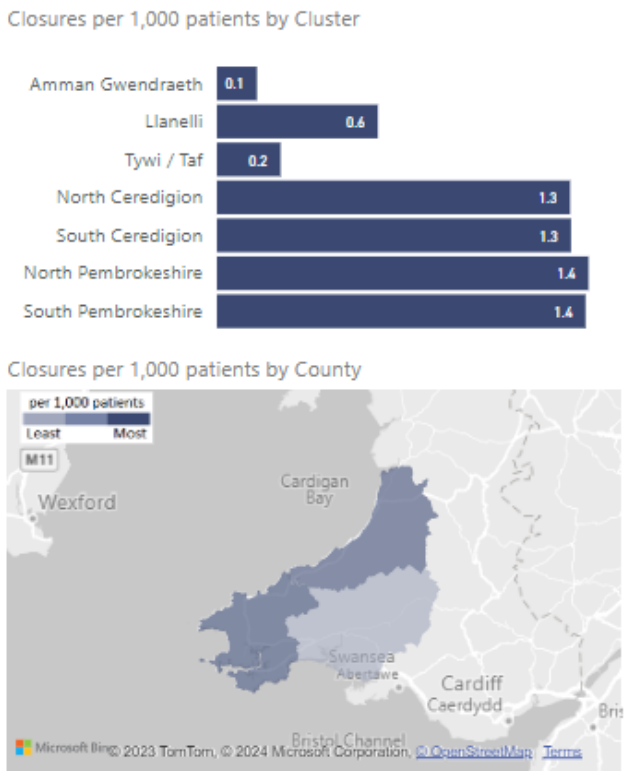 Closures per 1,000 patients by Cluster
Amman Gwendraeth 0.1
Llanelli 0.6
Tywi / Taf 0.2
North Ceredigion 1.3
South Ceredigion 1.3
North Pembrokeshire 1.4
South Pembrokeshire 1.4
Closures per 1,000 patients by County
per 1,000 patients
Least Most
M11
Wexford
Cardigan
Bay
Swansea
Abertawe
Cardiff
Caerdydd
Bris
Bristol Channel
Microsoft Bing © 2023 TomTom, © 2024 Microsoft Corporation, © OpenStreetMap Terms